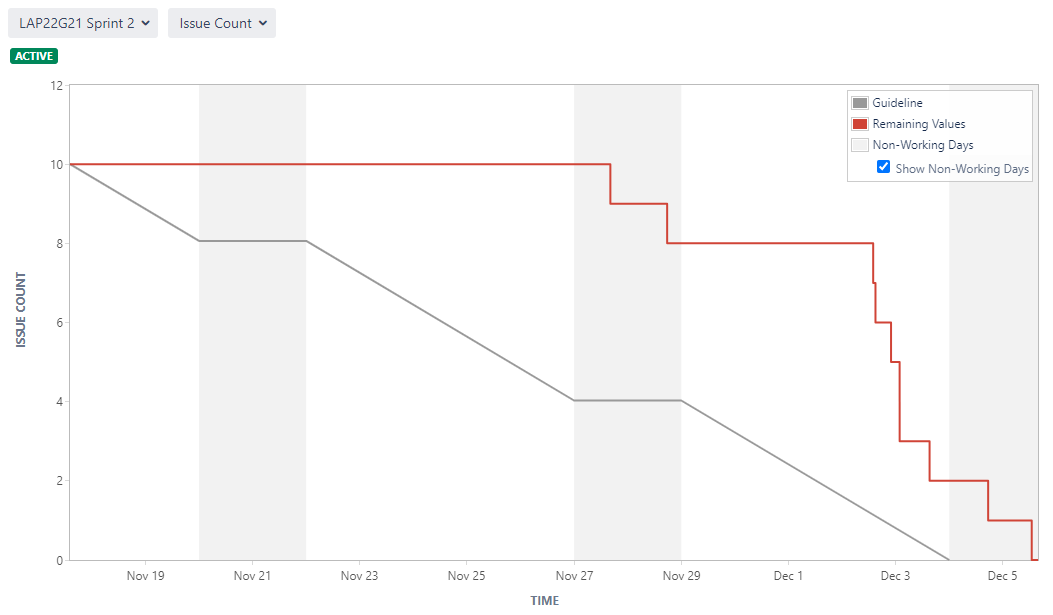 LAP22G21 Sprint 2 Issue Count
ACTIVE
12
10
8
6
4
2
0
ISSUE COUNT
Guideline
Remaining Values
Non-Working Days
Show Non-Working Days
Nov 19 Nov 21 Nov 23 Nov 25 Nov 27 Nov 29 Dec 1 Dec 3 Dec 5
TIME